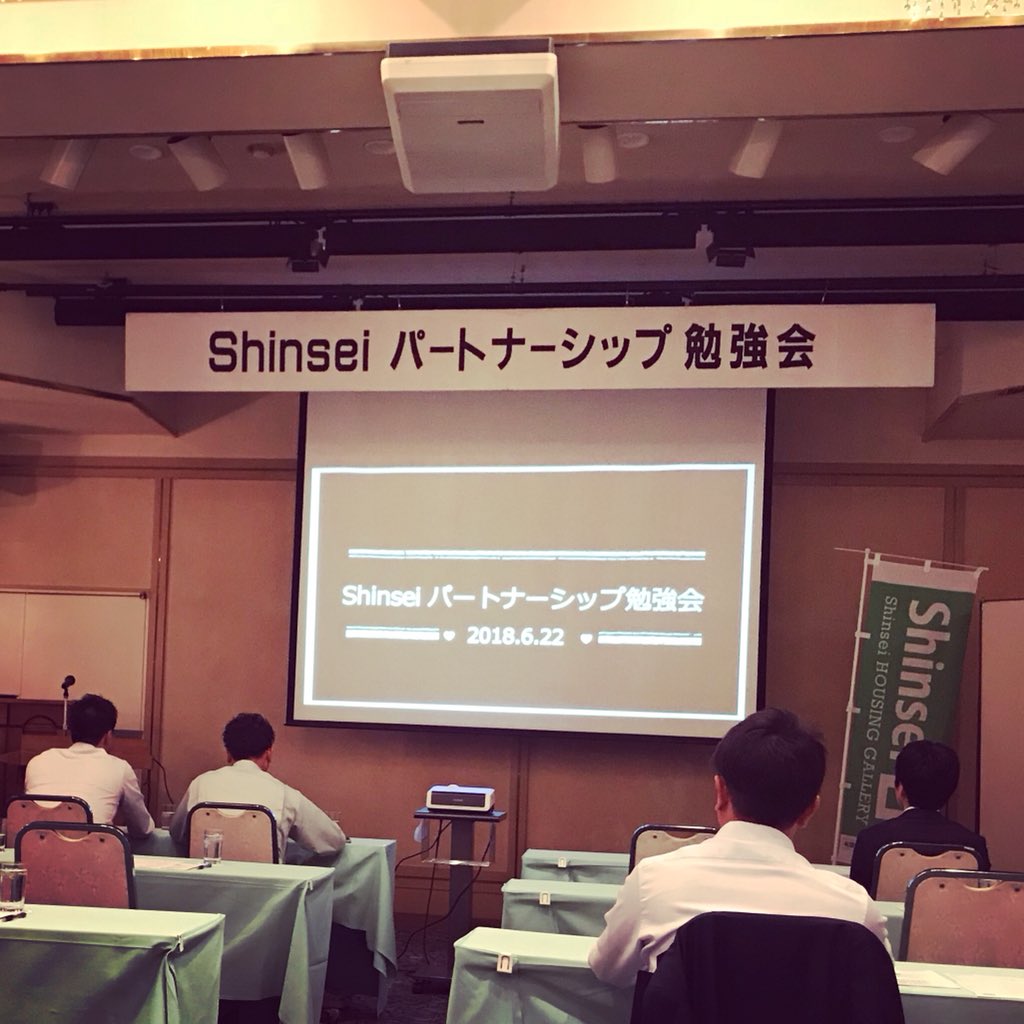 Shinsei パートナーシップ 勉強会
Shinsei パートナーシップ勉強会
♥ 2018.6.22 ♥
Shinsei
Shinsei HOUSING GALLERY